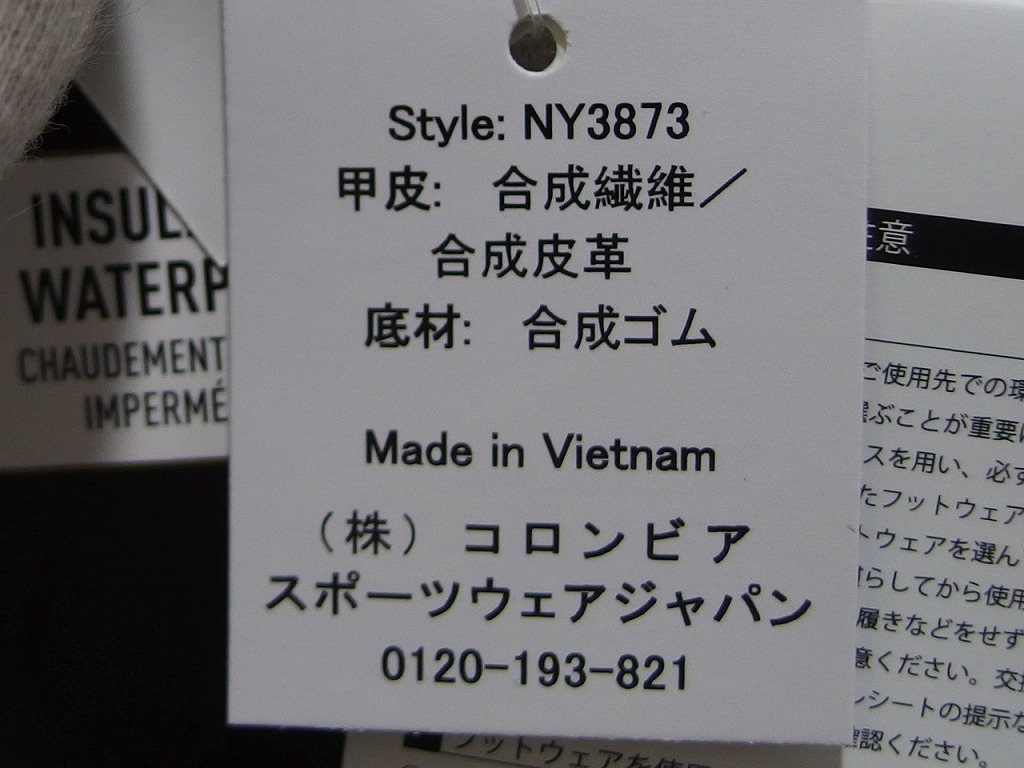 Style: NY3873
甲皮: 合成繊維／
合成皮革
底材: 合成ゴム
Made in Vietnam
（株）コロンビア
スポーツウェアジャパン
0120-193-821
CHAUDEMENT
意
ご使用先での環
ぶことが重要
スを用い、必ず
たフットウェア
トウェアを選ん
らしてから使用
履きなどをせず
意ください。交換
レシートの提示な
確認ください。
フットウェアを使用